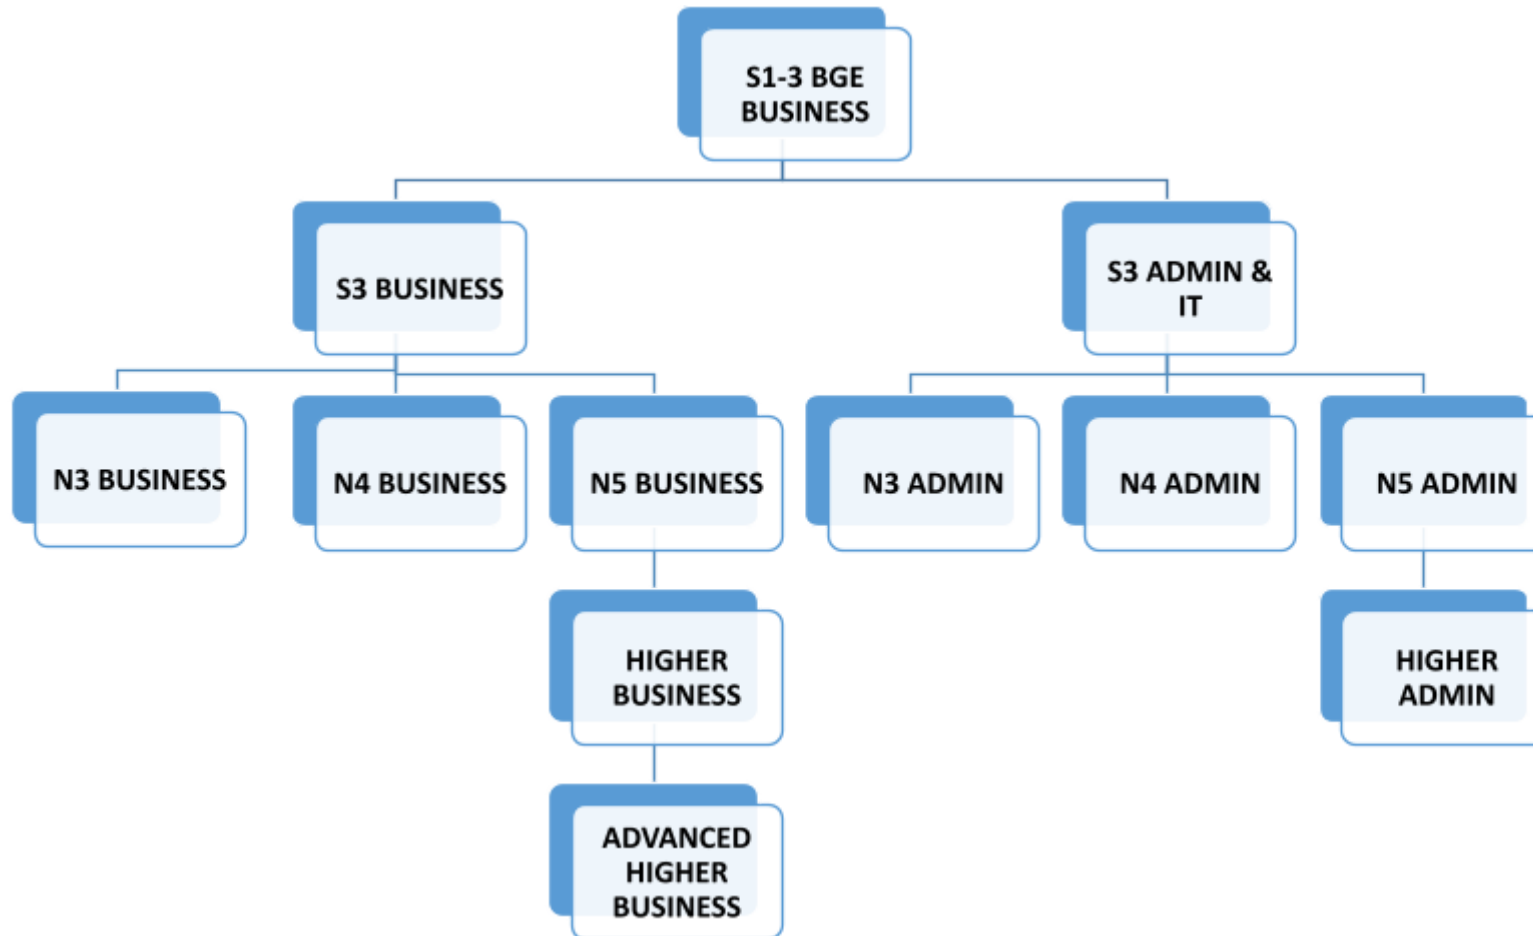 S1-3 BGE
BUSINESS
S3 BUSINESS
S3 ADMIN &
IT
N3 BUSINESS
N4 BUSINESS
N5 BUSINESS
N3 ADMIN
N4 ADMIN
N5 ADMIN
HIGHER
BUSINESS
HIGHER
ADMIN
ADVANCED
HIGHER
BUSINESS